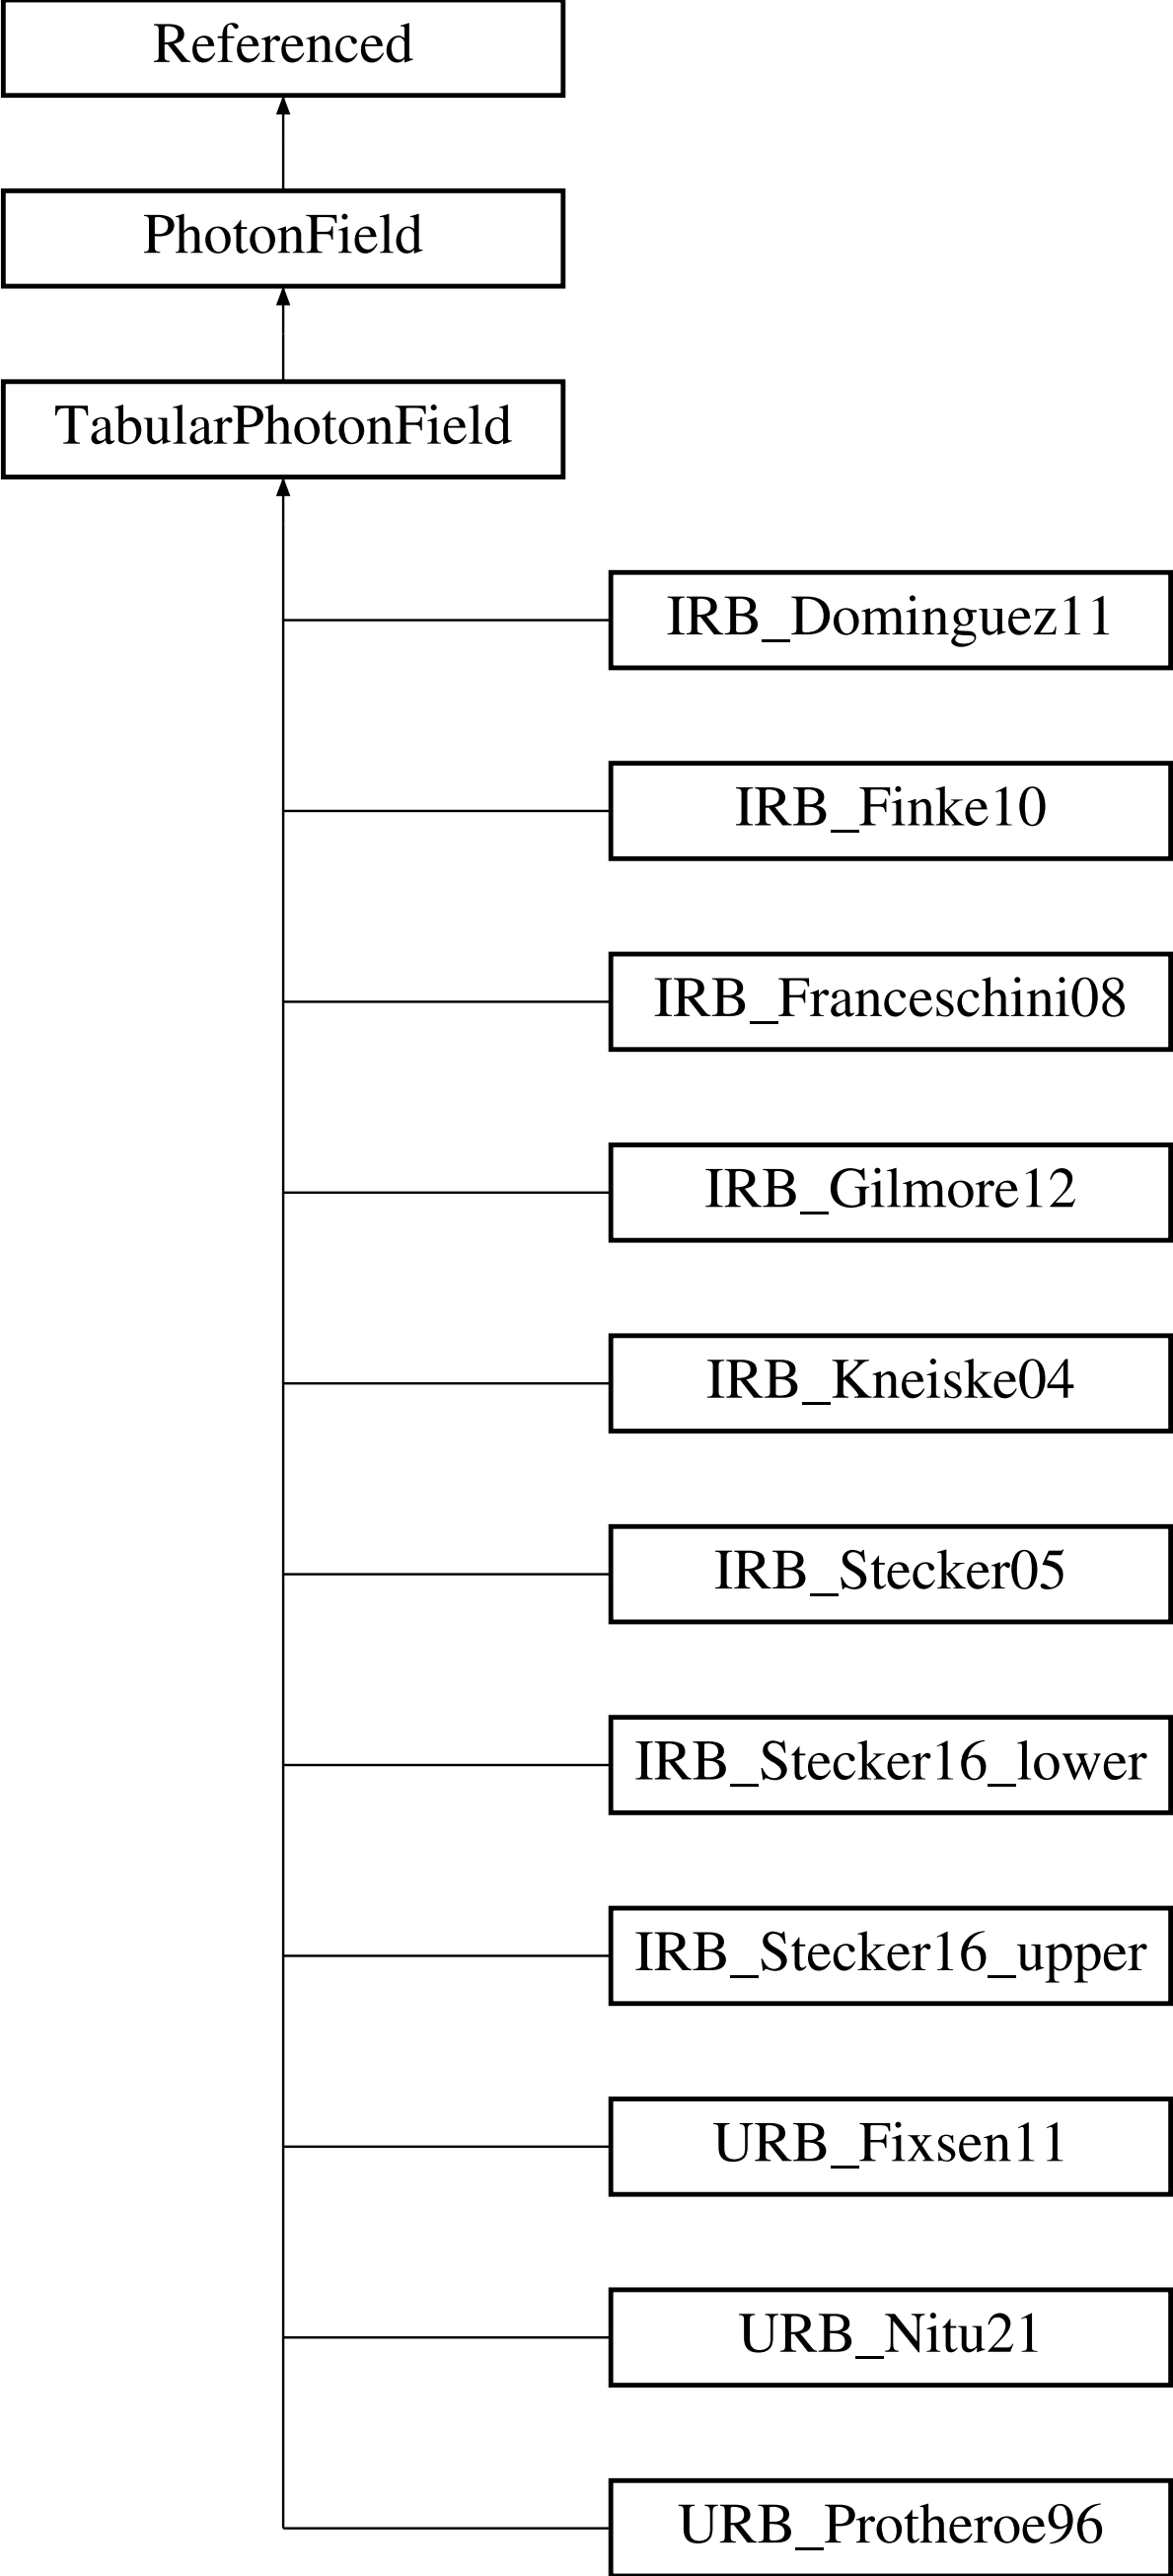 Referenced
PhotonField
TabularPhotonField
IRB_Dominguez11
IRB_Finke10
IRB_Franceschini08
IRB_Gilmore12
IRB_Kneiske04
IRB_Stecker05
IRB_Stecker16_lower
IRB_Stecker16_upper
URB_Fixsen11
URB_Nitu21
URB_Protheroe96